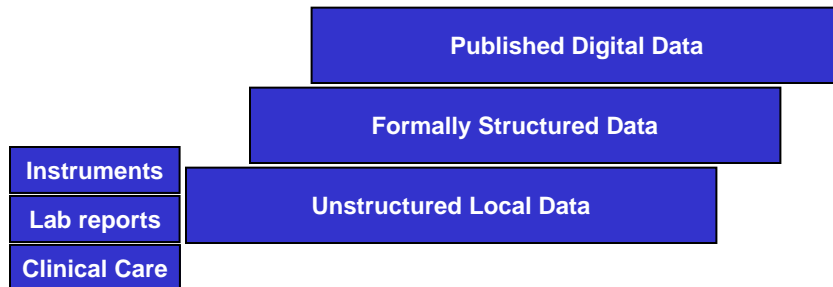 Published Digital Data
Formally Structured Data
Instruments
Unstructured Local Data
Lab reports
Clinical Care